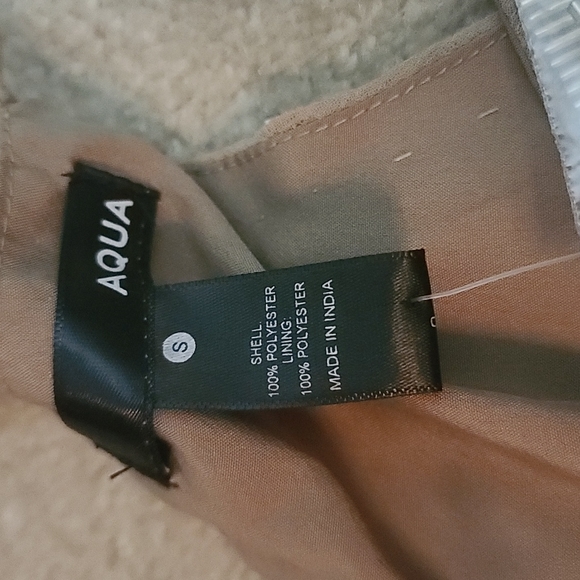 AQUA
S
SHELL:
100% POLYESTER
LINING:
100% POLYESTER
MADE IN INDIA